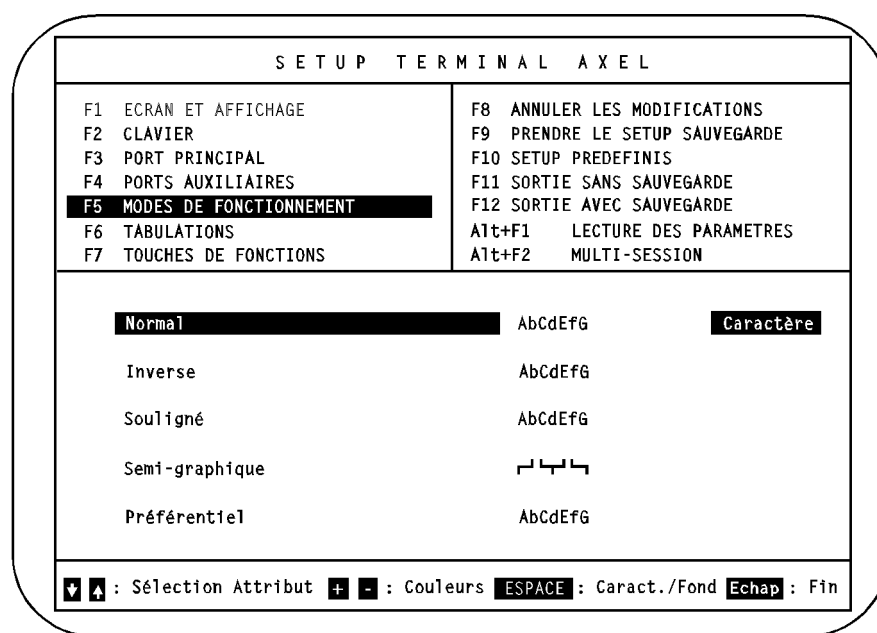 SETUP TERMINAL AXEL
F1 ECRAN ET AFFICHAGE
F2 CLAVIER
F3 PORT PRINCIPAL
F4 PORTS AUXILIAIRES
F5 MODES DE FONCTIONNEMENT
F6 TABULATIONS
F7 TOUCHES DE FONCTIONS
F8 ANNULER LES MODIFICATIONS
F9 PRENDRE LE SETUP SAUVEGARDE
F10 SETUP PREDEFINIS
F11 SORTIE SANS SAUVEGARDE
F12 SORTIE AVEC SAUVEGARDE
Alt+F1 LECTURE DES PARAMETRES
Alt+F2 MULTI-SESSION
Normal AbCdEfG Caractère
Inverse AbCdEfG
Souligné AbCdEfG
Semi-graphique
Préférentiel AbCdEfG
↓ ↑ : Sélection Attribut + - : Couleurs ESPACE : Caract./Fond Echap : Fin